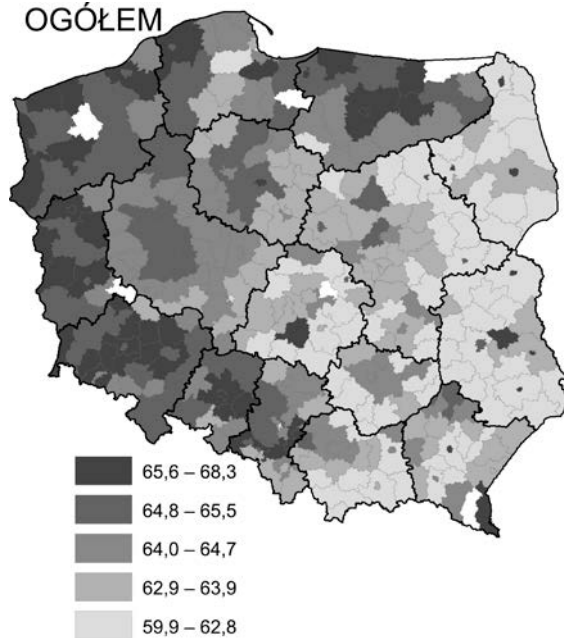 OGÓŁEM
65,6 – 68,3
64,8 – 65,5
64,0 – 64,7
62,9 – 63,9
59,9 – 62,8